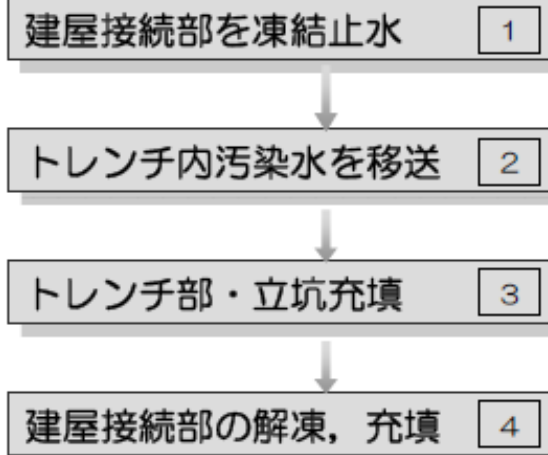 建屋接続部を凍結止水 1
トレンチ内汚染水を移送 2
トレンチ部・立坑充填 3
建屋接続部の解凍，充填 4